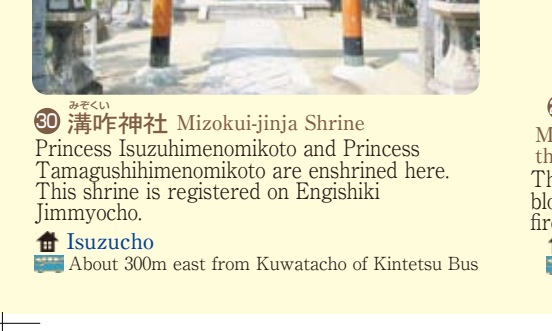 みぞくい
㉚ 溝咋神社 Mizokui-jinja Shrine
Princess Isuzuhimenomikoto and Princess
Tamagushihimenomikoto are enshrined here.
This shrine is registered on Engishiki
Jimmyocho.
Isuzucho
About 300m east from Kuwatacho of Kintetsu Bus